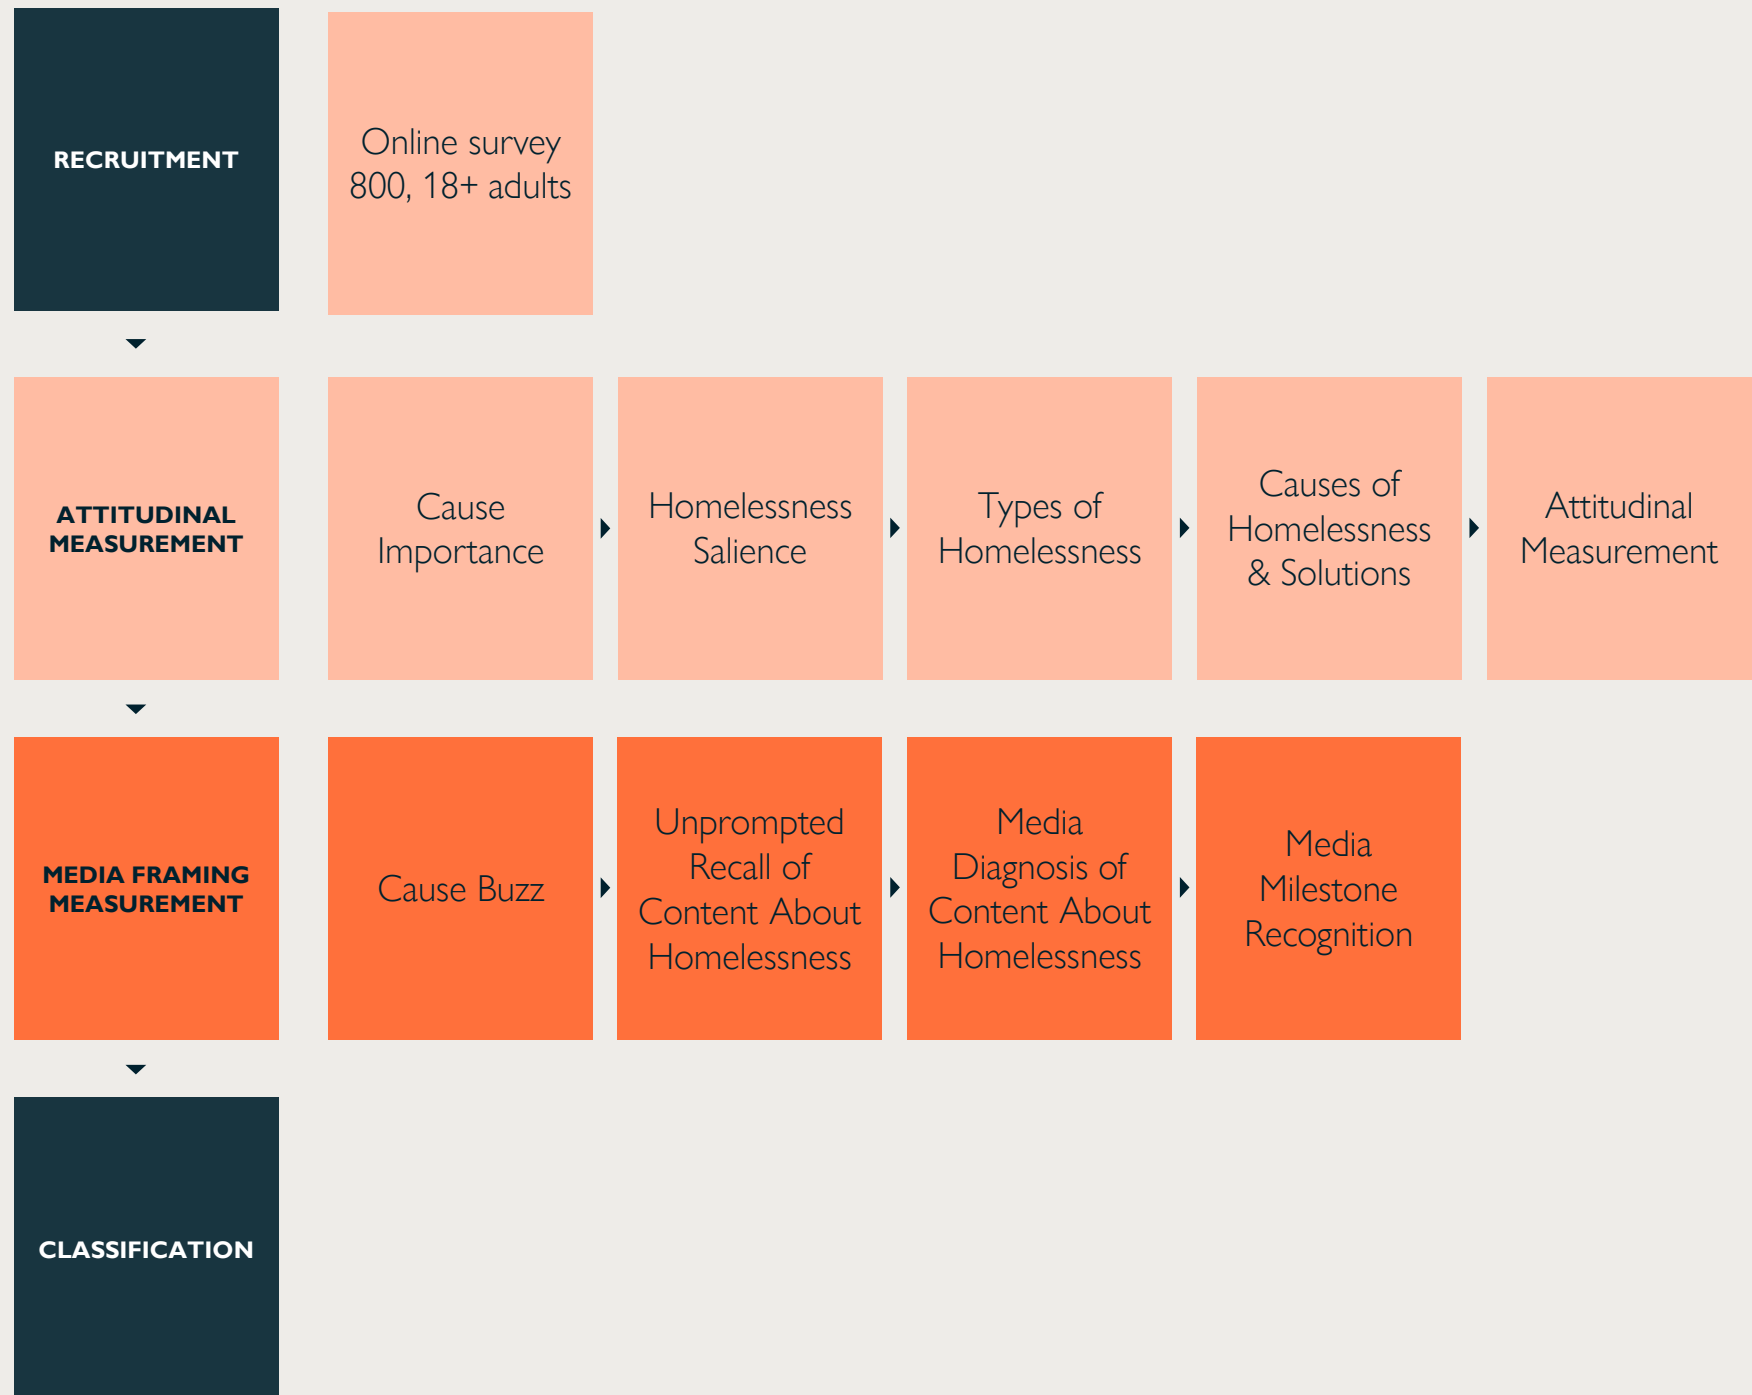 RECRUITMENT
Online survey
800, 18+ adults
ATTITUDINAL
MEASUREMENT
Cause
Importance
Homelessness
Salience
Types of
Homelessness
Causes of
Homelessness
& Solutions
Attitudinal
Measurement
MEDIA FRAMING
MEASUREMENT
Cause Buzz
Unprompted
Recall of
Content About
Homelessness
Media
Diagnosis of
Content About
Homelessness
Media
Milestone
Recognition
CLASSIFICATION